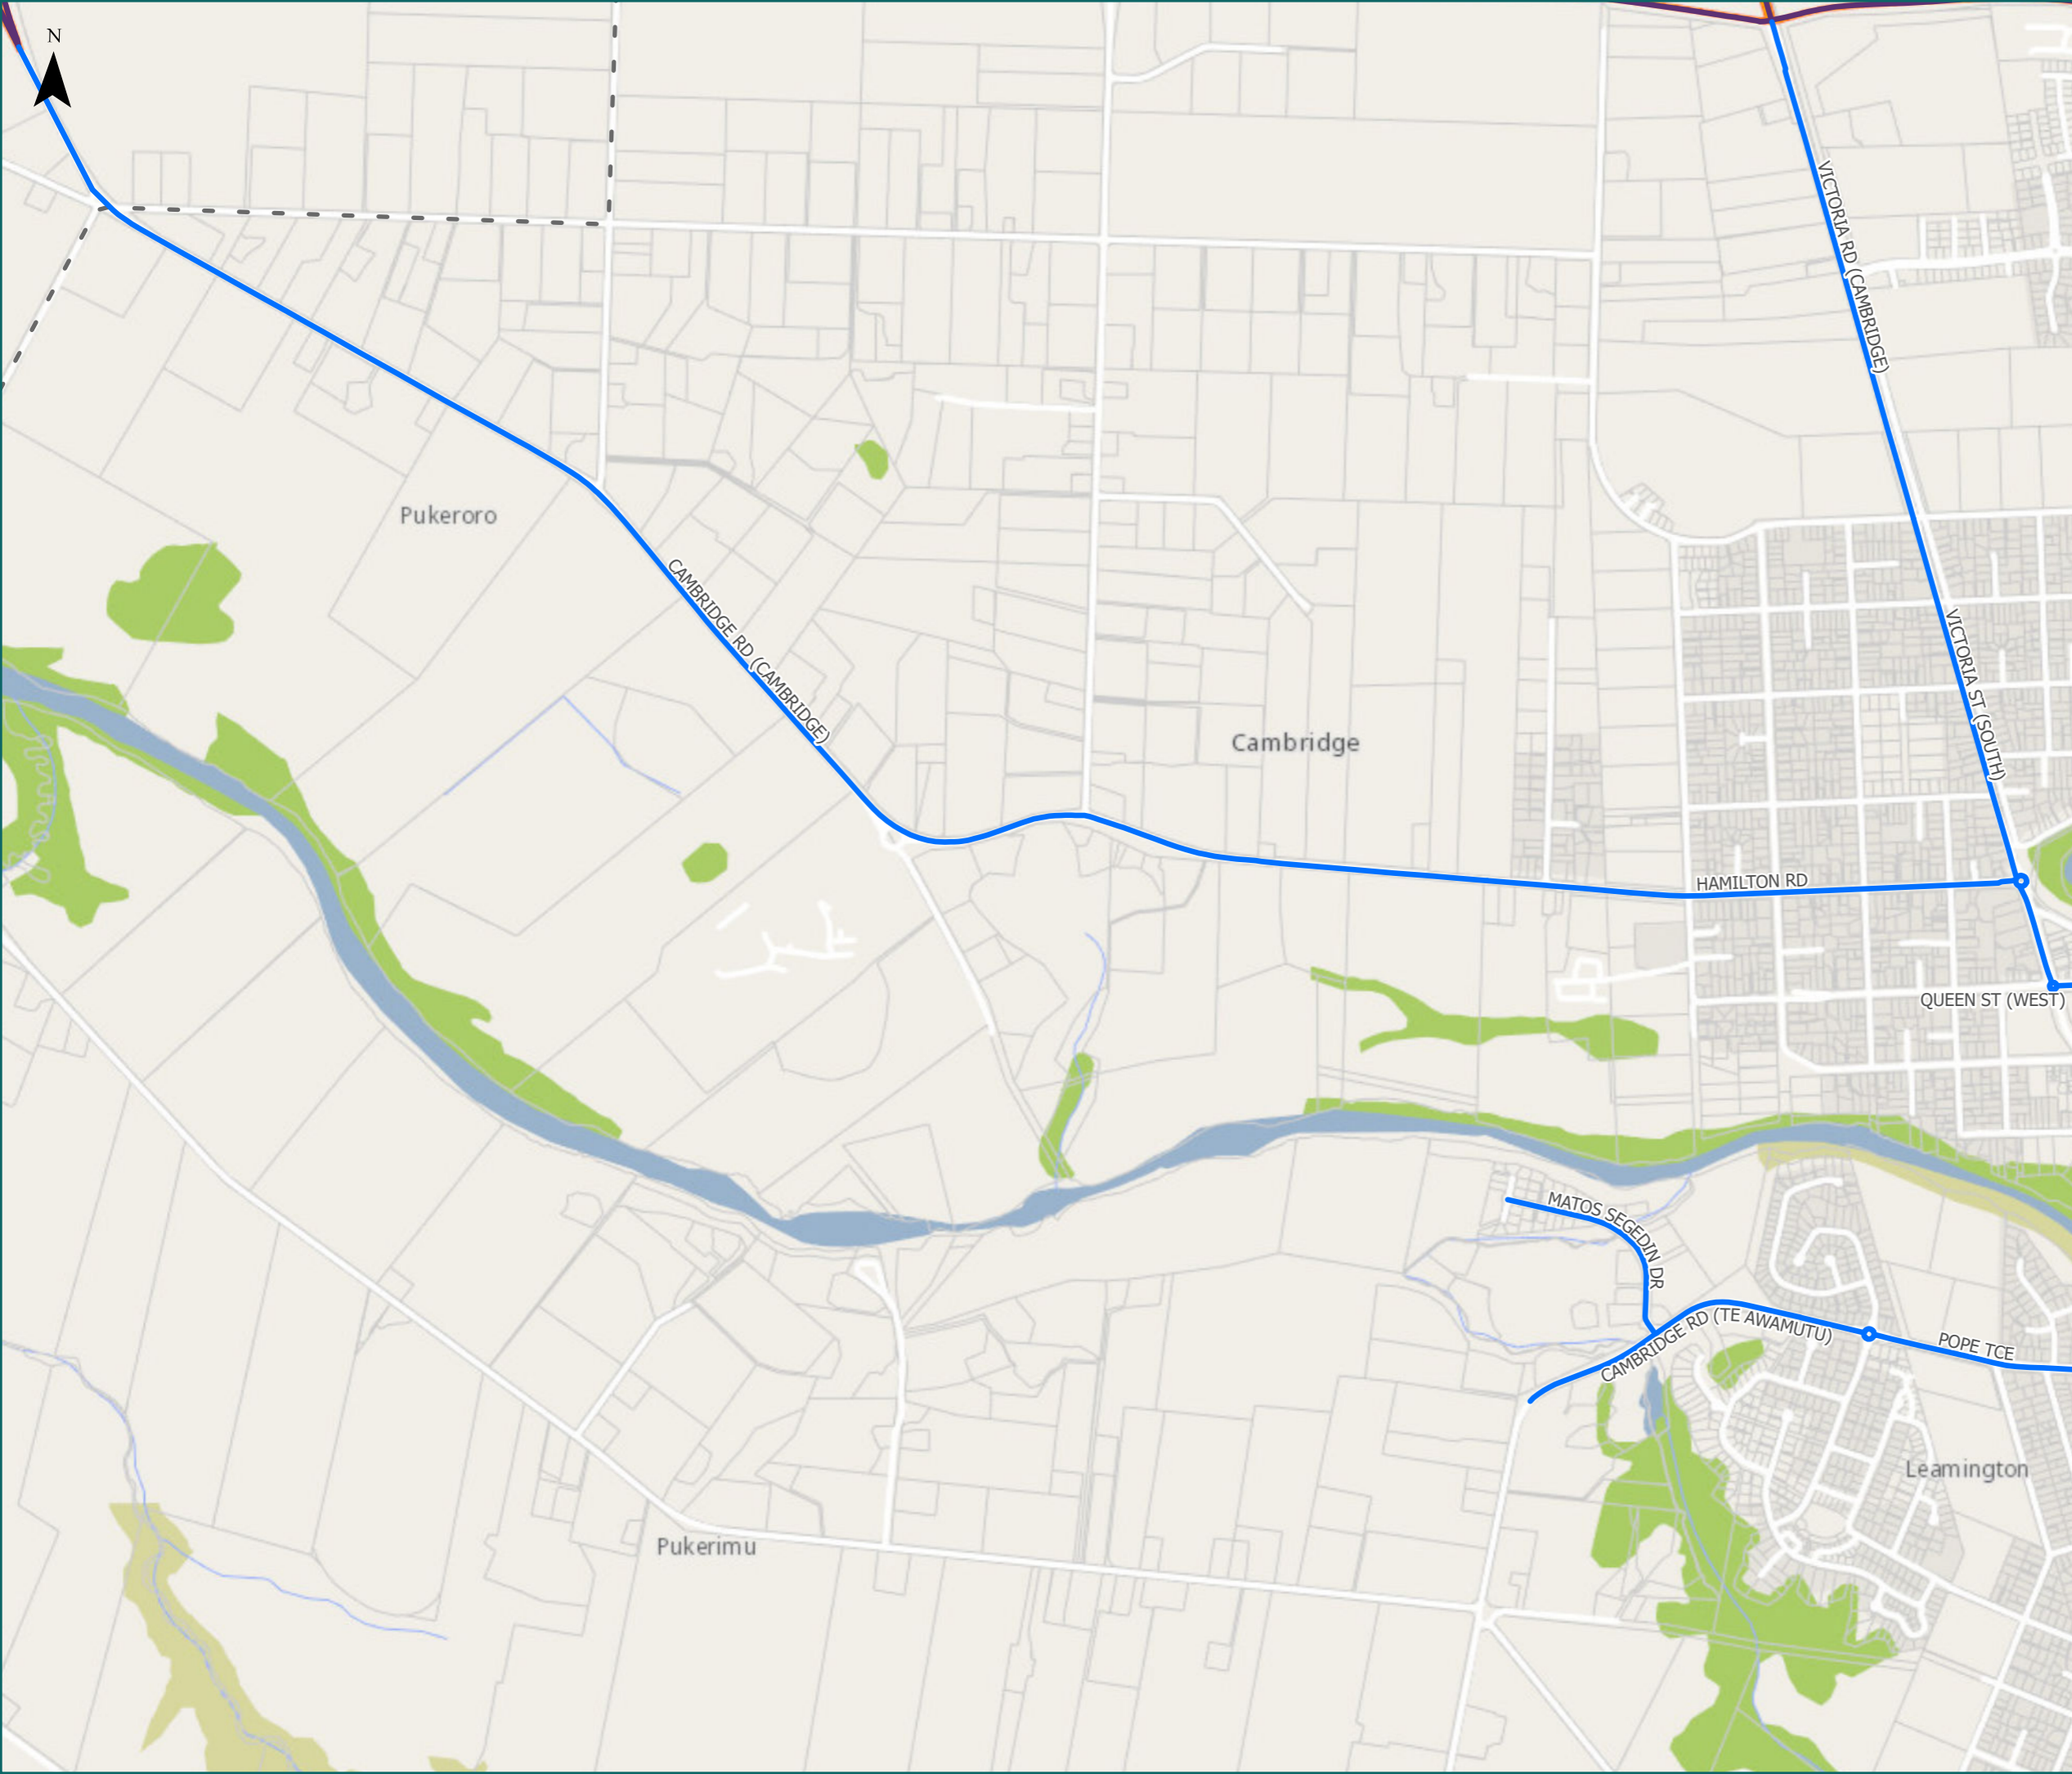 N
VICTORIA RD (CAMBRIDGE)
Pukeroro
CAMBRIDGE RD (CAMBRIDGE)
VICTORIA ST (SOUTH)
Cambridge
HAMILTON RD
QUEEN ST (WEST)
MATOS SEGEDIN DR
CAMBRIDGE RD (TE AWAMUTU)
POPE TCE
Leamington
Pukerimu